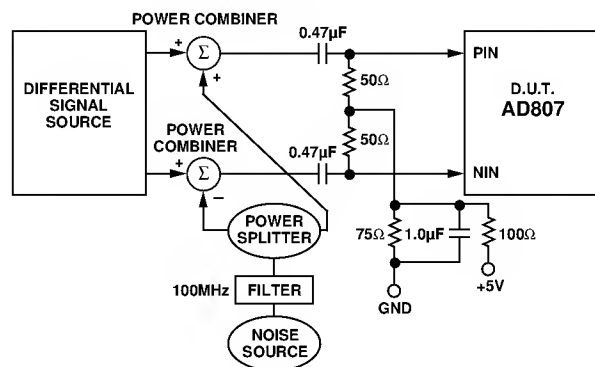 POWER COMBINER
0.47µF
+
Σ
+
PIN
DIFFERENTIAL
SIGNAL
SOURCE
50Ω
D.U.T.
AD807
POWER
COMBINER
50Ω
0.47µF
+
Σ
−
NIN
POWER
SPLITTER
75Ω
1.0µF
100Ω
100MHz
FILTER
GND
+5V
NOISE
SOURCE